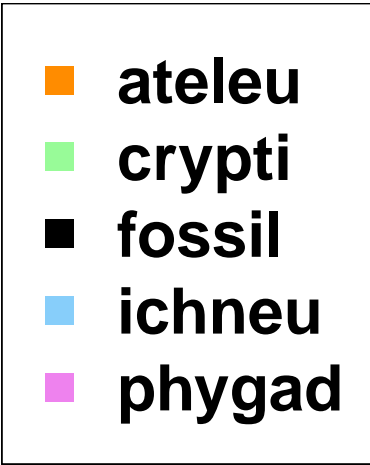 ateleu
crypti
fossil
ichneu
phygad